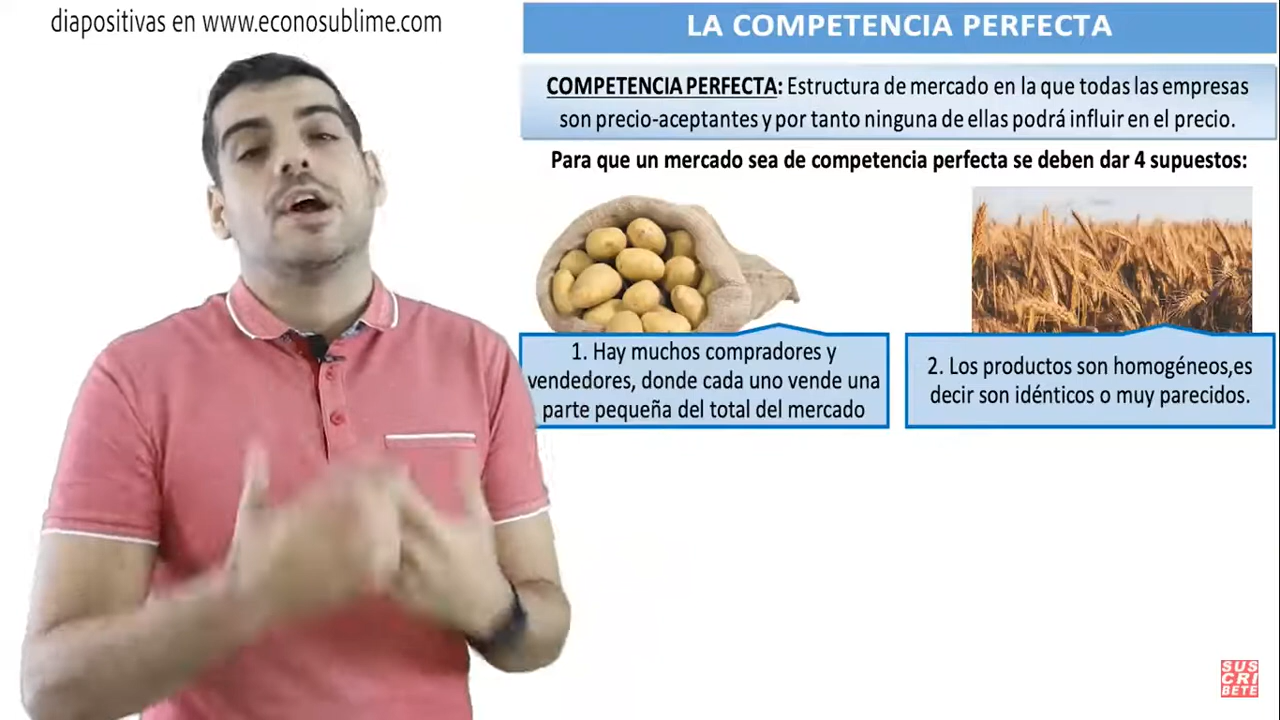 diapositivas en www.econosublime.com
LA COMPETENCIA PERFECTA
COMPETENCIA PERFECTA: Estructura de mercado en la que todas las empresas
son precio-aceptantes y por tanto ninguna de ellas podrá influir en el precio.
Para que un mercado sea de competencia perfecta se deben dar 4 supuestos:
1. Hay muchos compradores y
vendedores, donde cada uno vende una
parte pequeña del total del mercado
2. Los productos son homogéneos,es
decir son idénticos o muy parecidos.
SUS
CRI
BETE